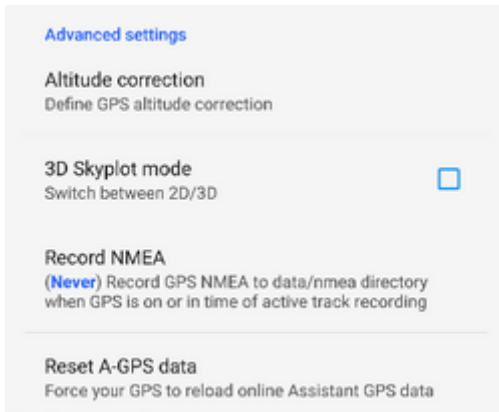 Advanced settings
Altitude correction
Define GPS altitude correction
3D Skyplot mode
Switch between 2D/3D
Record NMEA
(Never) Record GPS NMEA to data/nmea directory
when GPS is on or in time of active track recording
Reset A-GPS data
Force your GPS to reload online Assistant GPS data